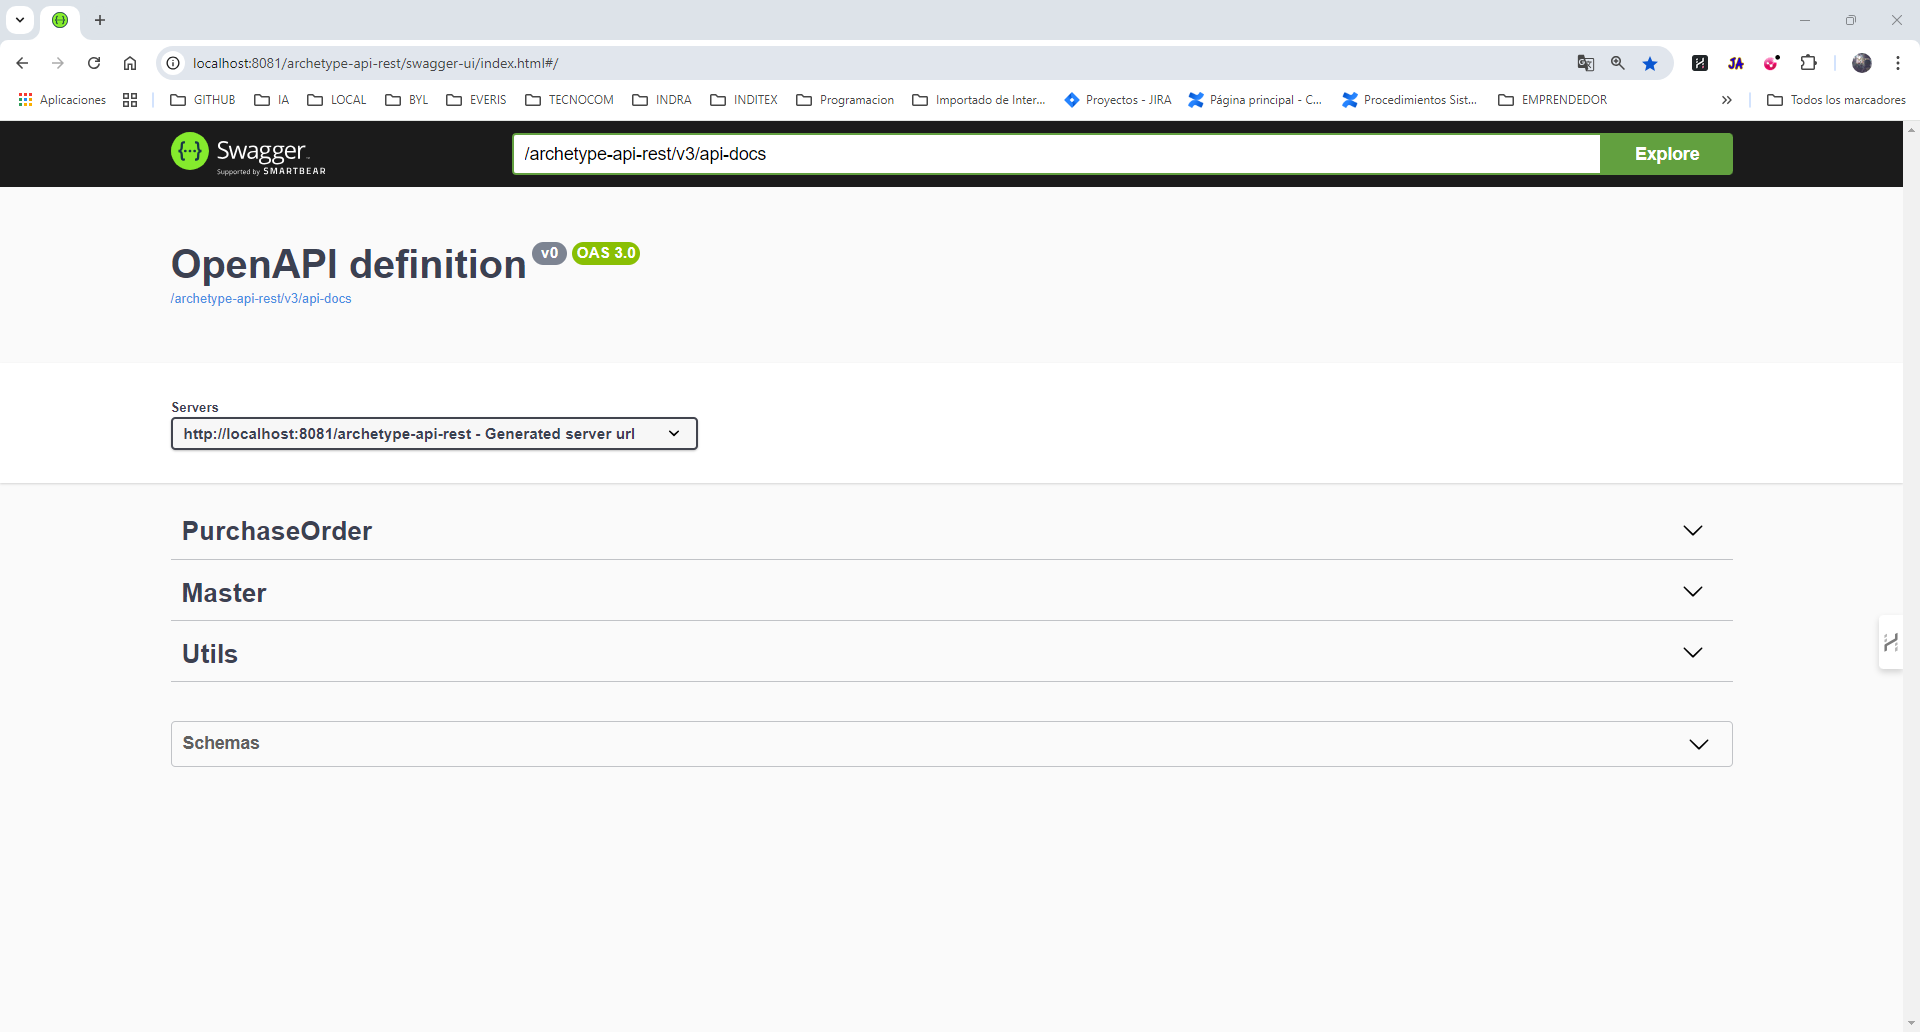 localhost:8081/archetype-api-rest/swagger-ui/index.html#/
Aplicaciones
GITHUB
IA
LOCAL
BYL
EVERIS
TECNOCOM
INDRA
INDITEX
Programacion
Importado de Inter...
Proyectos - JIRA
Página principal - C...
Procedimientos Sist...
EMPRENDEDOR
Todos los marcadores
Swagger
Supported by SMARTBEAR
/archetype-api-rest/v3/api-docs
Explore
OpenAPI definition v0 OAS 3.0
/archetype-api-rest/v3/api-docs
Servers
http://localhost:8081/archetype-api-rest - Generated server url
PurchaseOrder
Master
Utils
Schemas